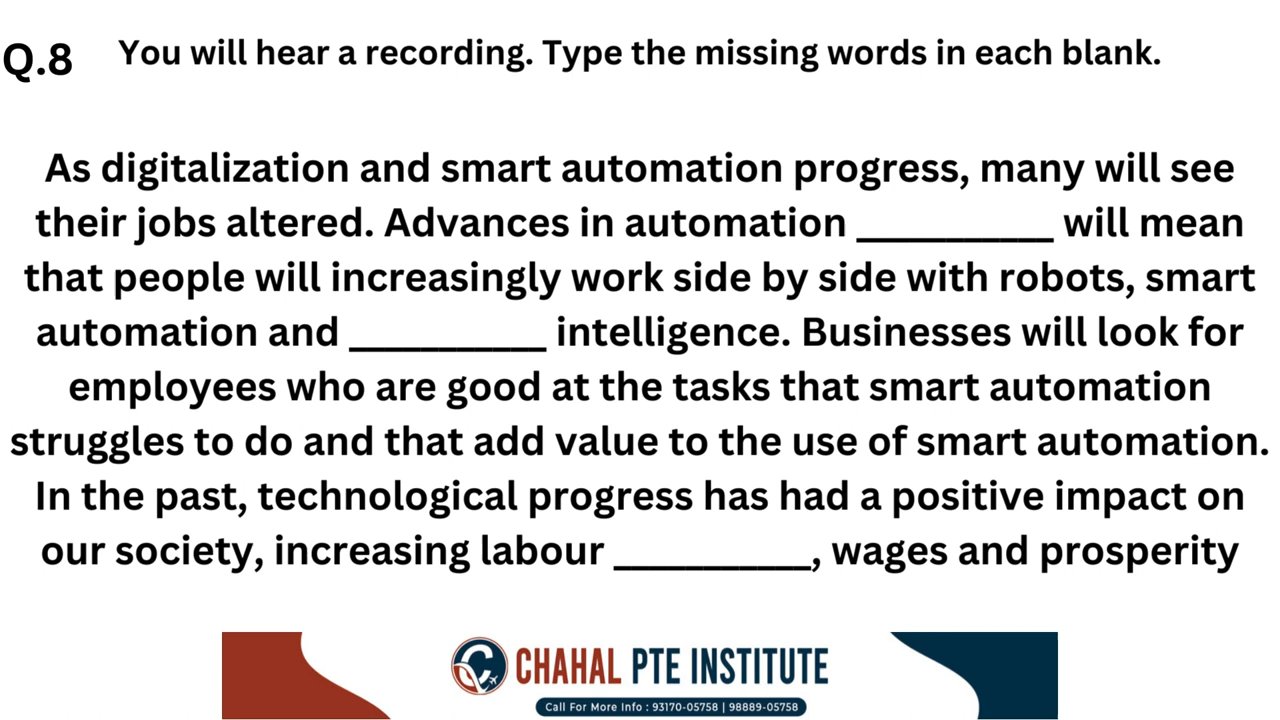 Q.8 You will hear a recording. Type the missing words in each blank.
As digitalization and smart automation progress, many will see
their jobs altered. Advances in automation __________ will mean
that people will increasingly work side by side with robots, smart
automation and __________ intelligence. Businesses will look for
employees who are good at the tasks that smart automation
struggles to do and that add value to the use of smart automation.
In the past, technological progress has had a positive impact on
our society, increasing labour __________, wages and prosperity
CHAHAL PTE INSTITUTE
Call For More Info : 93170-05758 | 98889-05758